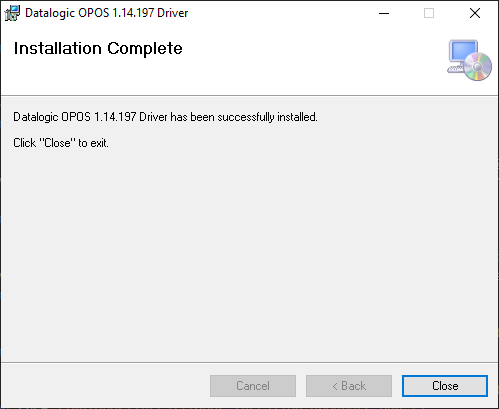 Datalogic OPOS 1.14.197 Driver
Installation Complete
Datalogic OPOS 1.14.197 Driver has been successfully installed.
Click "Close" to exit.
Cancel
< Back
Close